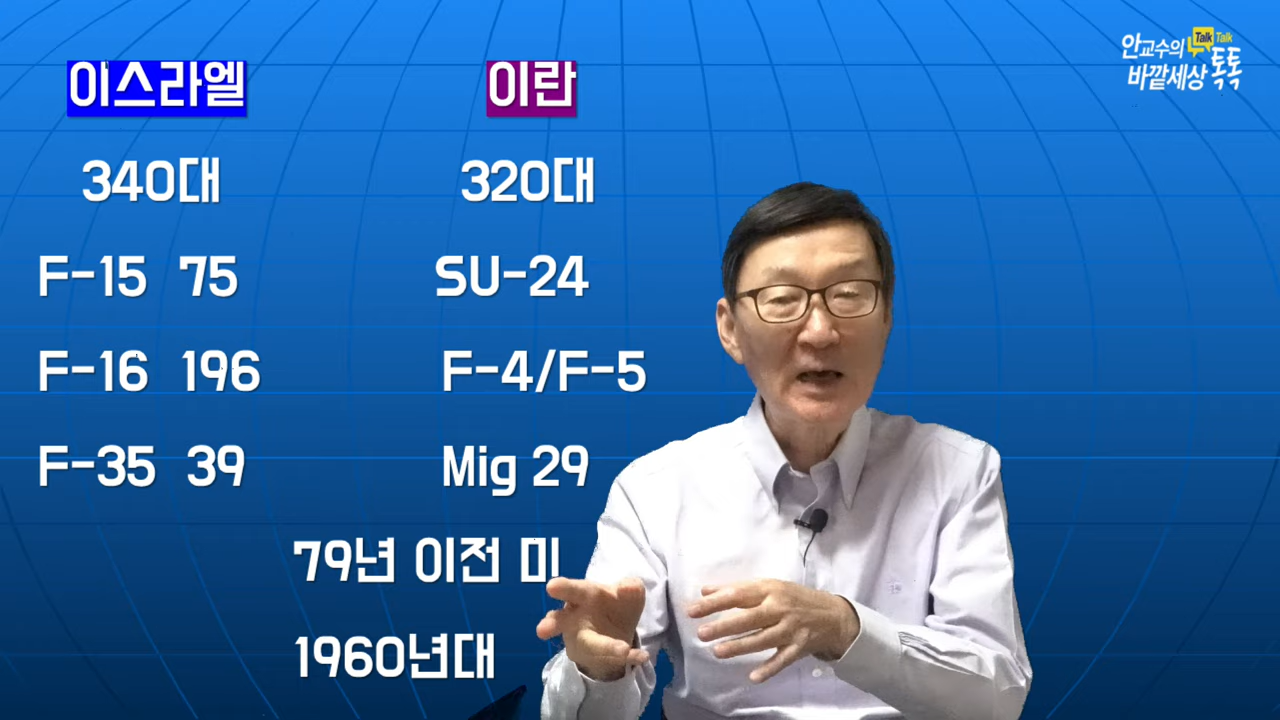 이스라엘 이란
340대 320대
F-15 75 SU-24
F-16 196 F-4/F-5
F-35 39 Mig 29
79년 이전 미
1960년대
안교수의 Talk Talk
바깥세상 톡톡